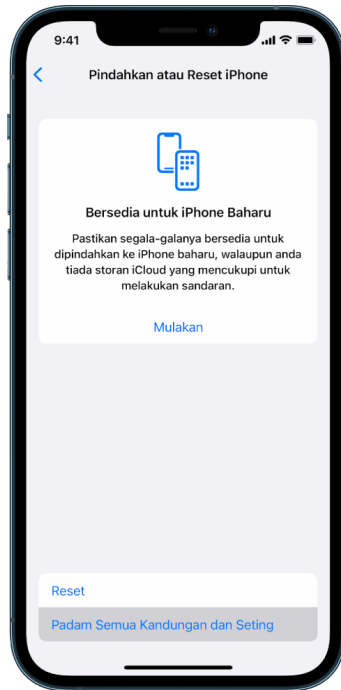 9:41
Pindahkan atau Reset iPhone
Bersedia untuk iPhone Baharu
Pastikan segala-galanya bersedia untuk
dipindahkan ke iPhone baharu, walaupun anda
tiada storan iCloud yang mencukupi untuk
melakukan sandaran.
Mulakan
Reset
Padam Semua Kandungan dan Seting